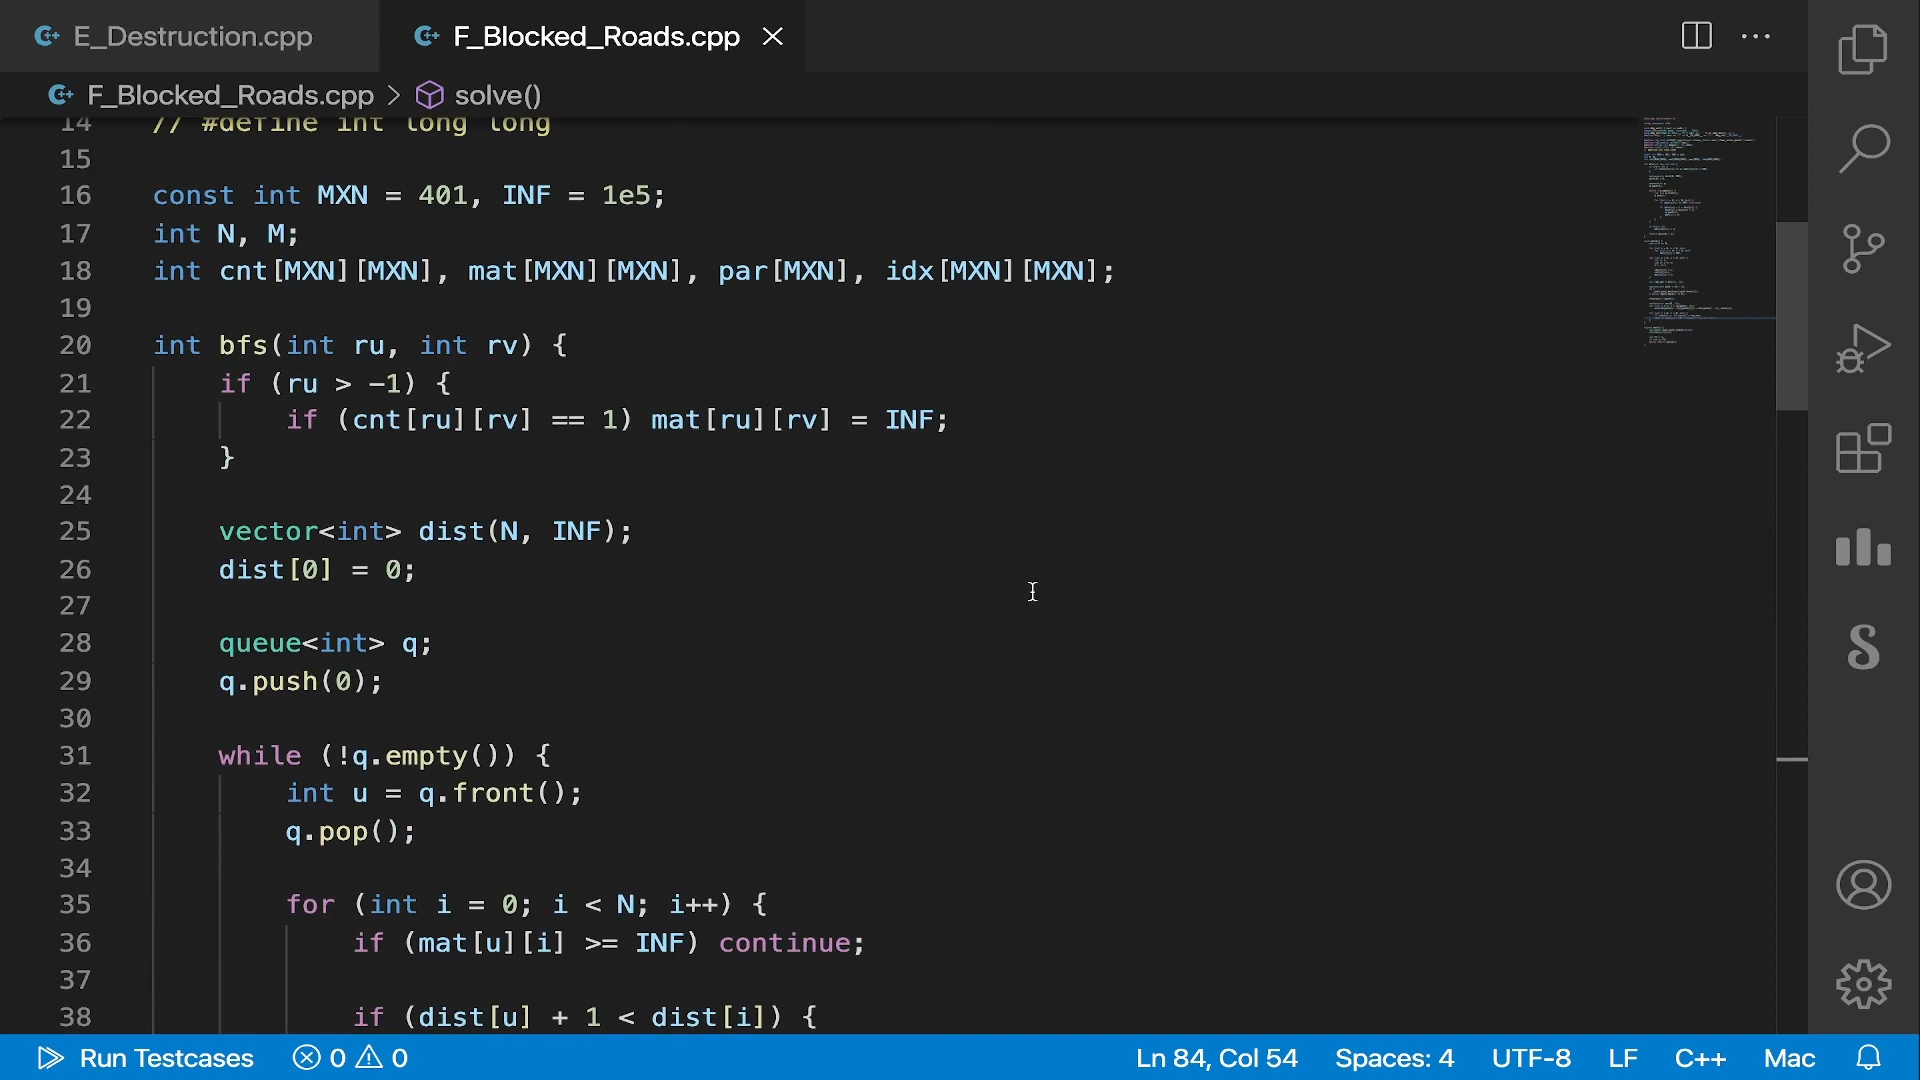 E_Destruction.cpp
F_Blocked_Roads.cpp
F_Blocked_Roads.cpp > solve()
14 // #define int long long
15
16 const int MXN = 401, INF = 1e5;
17 int N, M;
18 int cnt[MXN][MXN], mat[MXN][MXN], par[MXN], idx[MXN][MXN];
19
20 int bfs(int ru, int rv) {
21 if (ru > -1) {
22 if (cnt[ru][rv] == 1) mat[ru][rv] = INF;
23 }
24
25 vector<int> dist(N, INF);
26 dist[0] = 0;
27
28 queue<int> q;
29 q.push(0);
30
31 while (!q.empty()) {
32 int u = q.front();
33 q.pop();
34
35 for (int i = 0; i < N; i++) {
36 if (mat[u][i] >= INF) continue;
37
38 if (dist[u] + 1 < dist[i]) {
Run Testcases 0 0 Ln 84, Col 54 Spaces: 4 UTF-8 LF C++ Mac